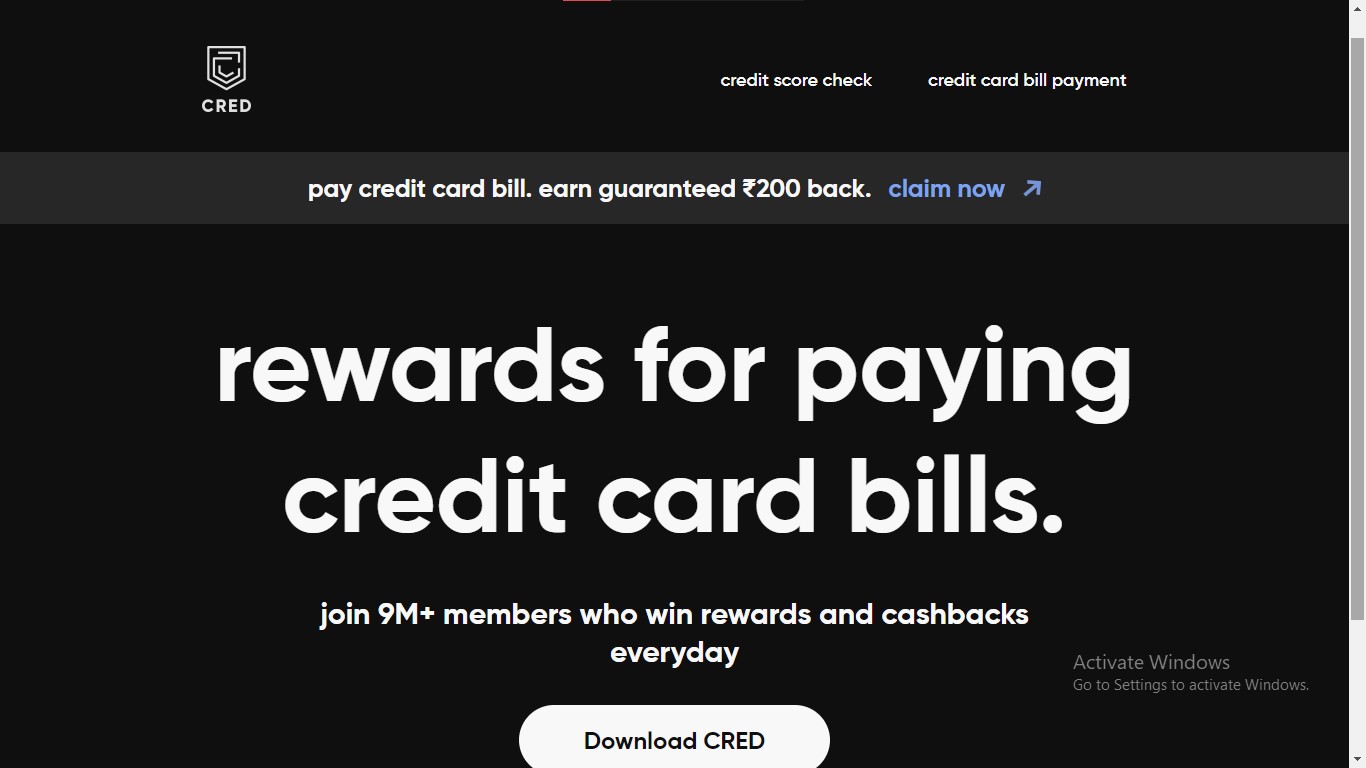 CRED
credit score check
credit card bill payment
pay credit card bill. earn guaranteed ₹200 back. claim now
rewards for paying
credit card bills.
join 9M+ members who win rewards and cashbacks
everyday
Activate Windows
Go to Settings to activate Windows.
Download CRED